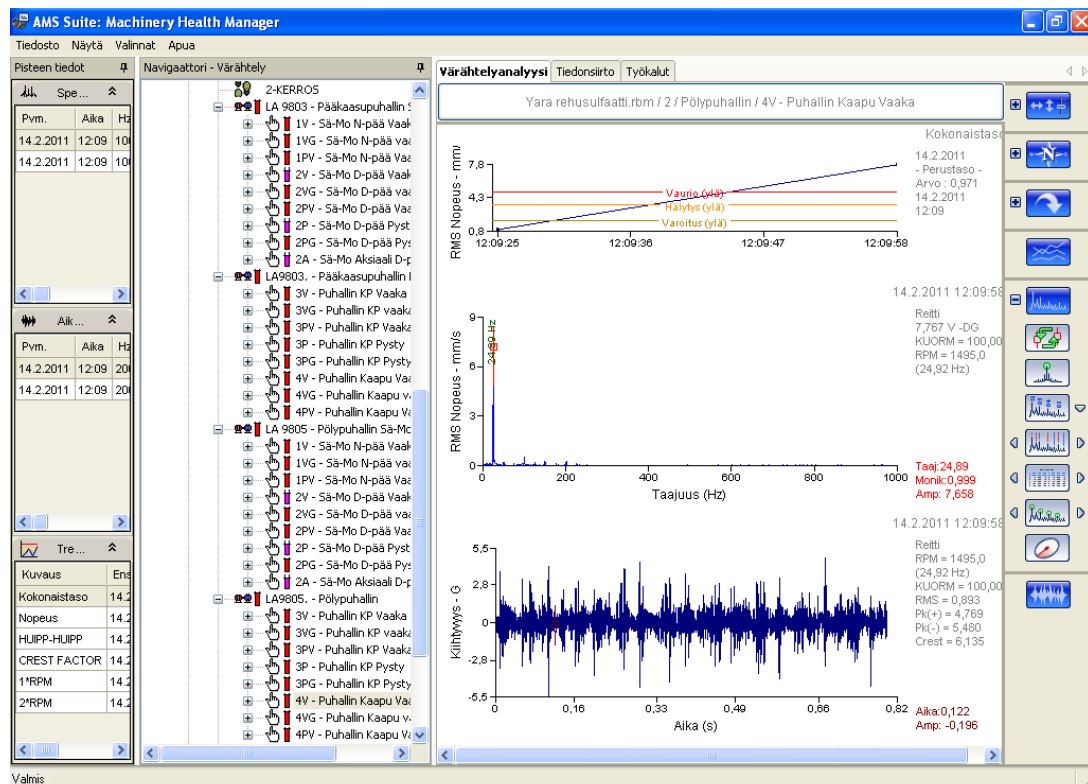 AMS Suite: Machinery Health Manager
Tiedosto Näytä Valinnat Apua
Pisteen tiedot
Spe...
Pvm. Aika Hz
14.2.2011 12:09 10
14.2.2011 12:09 10
Aik...
Pvm. Aika Hz
14.2.2011 12:09 20
14.2.2011 12:09 20
Tre...
Kuvaus Ens
Kokonaistaso 14.2
Nopeus 14.2
HUIPP-HUIPP 14.2
CREST FACTOR 14.2
1*RPM 14.2
2*RPM 14.2
Navigaattori - Värähtely
2-KERROS
LA 9803 - Pääkaasupuhallin S
1V - Sä-Mo N-pää Vaak
1VG - Sä-Mo N-pää vaa
1PV - Sä-Mo N-pää Vaa
2V - Sä-Mo D-pää Vaak
2VG - Sä-Mo D-pää vaa
2PV - Sä-Mo D-pää Vaa
2P - Sä-Mo D-pää Pyst
2PG - Sä-Mo D-pää Pys
2A - Sä-Mo Aksiaali D-p
LA9803. - Pääkaasupuhallin
3V - Puhallin KP Vaaka
3VG - Puhallin KP vaaka
3PV - Puhallin KP Vaaka
3P - Puhallin KP Pysty
3PG - Puhallin KP Pysty
4V - Puhallin Kaapu Vaa
4VG - Puhallin Kaapu v
4PV - Puhallin Kaapu Va
LA 9805 - Pölypuhallin Sä-Mo
1V - Sä-Mo N-pää Vaak
1VG - Sä-Mo N-pää vaa
1PV - Sä-Mo N-pää Vaa
2V - Sä-Mo D-pää Vaak
2VG - Sä-Mo D-pää vaa
2PV - Sä-Mo D-pää Vaa
2P - Sä-Mo D-pää Pyst
2PG - Sä-Mo D-pää Pys
2A - Sä-Mo Aksiaali D-p
LA9805. - Pölypuhallin
3V - Puhallin KP Vaaka
3VG - Puhallin KP vaaka
3PV - Puhallin KP Vaaka
3P - Puhallin KP Pysty
3PG - Puhallin KP Pysty
4V - Puhallin Kaapu Vaa
4VG - Puhallin Kaapu v
4PV - Puhallin Kaapu Va
Värähtelyanalyysi Tiedonsiirto Työkalut
Yara rehusulfaatti.rbm / 2 / Pölypuhallin / 4V - Puhallin Kaapu Vaaka
Kokonaistaso
RMS Nopeus - mm/
7,8
4,3
0,8
Vaurio (ylä)
Hälytys (ylä)
Varoitus (ylä)
12:09:25 12:09:36 12:09:47 12:09:58
14.2.2011
- Perustaso -
Arvo : 0,971
14.2.2011
12:09
14.2.2011 12:09:58
RMS Nopeus - mm/s
9
6
3
0
24,89 Hz
0 200 400 600 800 1000
Taajuus (Hz)
Reitti
7,767 V -DG
KUORM = 100,00
RPM = 1495,0
(24,92 Hz)
Taaj:24,89
Monik:0,999
Amp: 7,658
14.2.2011 12:09:58
Kiihtyvyys - G
5,5
2,8
0
-2,8
-5,5
0 0,16 0,33 0,49 0,66 0,82
Aika (s)
Reitti
RPM = 1495,0
(24,92 Hz)
KUORM = 100,00
RMS = 0,893
Pk(+) = 4,769
Pk(-) = 5,480
Crest = 6,135
Aika:0,122
Amp: -0,196
Valmis